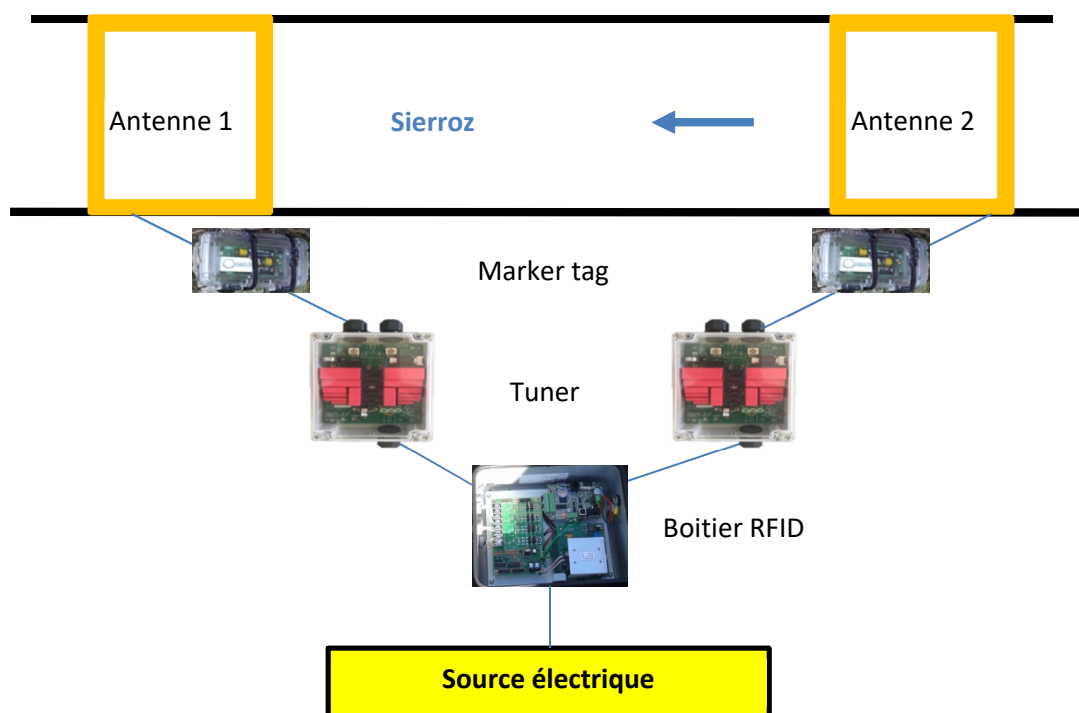 Antenne 1
Sierroz
Antenne 2
Marker tag
Tuner
Boitier RFID
Source électrique